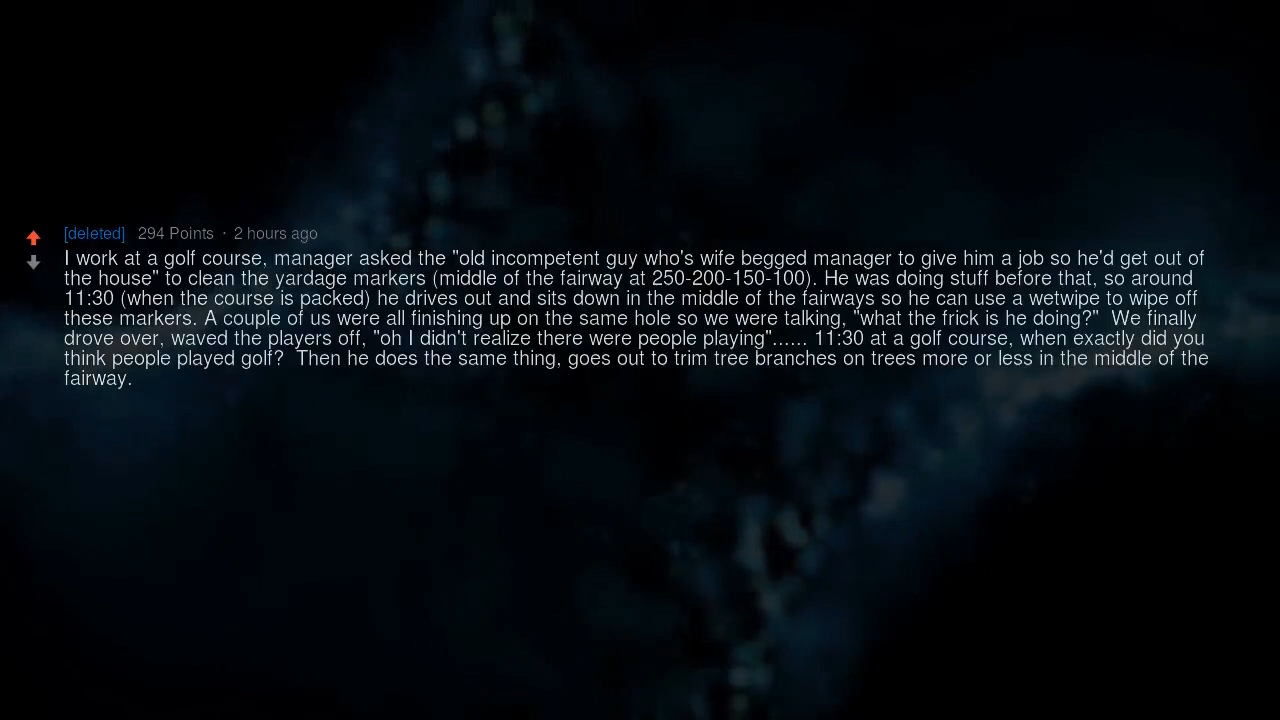 [deleted] 294 Points · 2 hours ago
I work at a golf course, manager asked the "old incompetent guy who's wife begged manager to give him a job so he'd get out of
the house" to clean the yardage markers (middle of the fairway at 250-200-150-100). He was doing stuff before that, so around
11:30 (when the course is packed) he drives out and sits down in the middle of the fairways so he can use a wetwipe to wipe off
these markers. A couple of us were all finishing up on the same hole so we were talking, "what the frick is he doing?"  We finally
drove over, waved the players off, "oh I didn't realize there were people playing"...... 11:30 at a golf course, when exactly did you
think people played golf?  Then he does the same thing, goes out to trim tree branches on trees more or less in the middle of the
fairway.